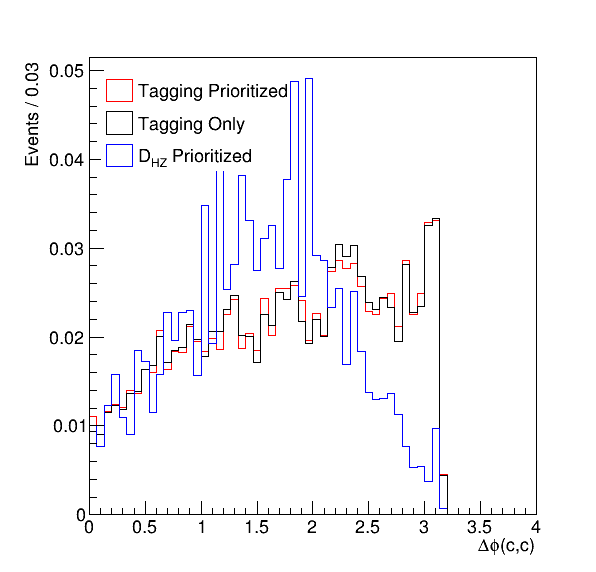 Events / 0.03
0.05
0.04
0.03
0.02
0.01
0
Tagging Prioritized
Tagging Only
D_HZ Prioritized
0 0.5 1 1.5 2 2.5 3 3.5 4
Δϕ(c,c)